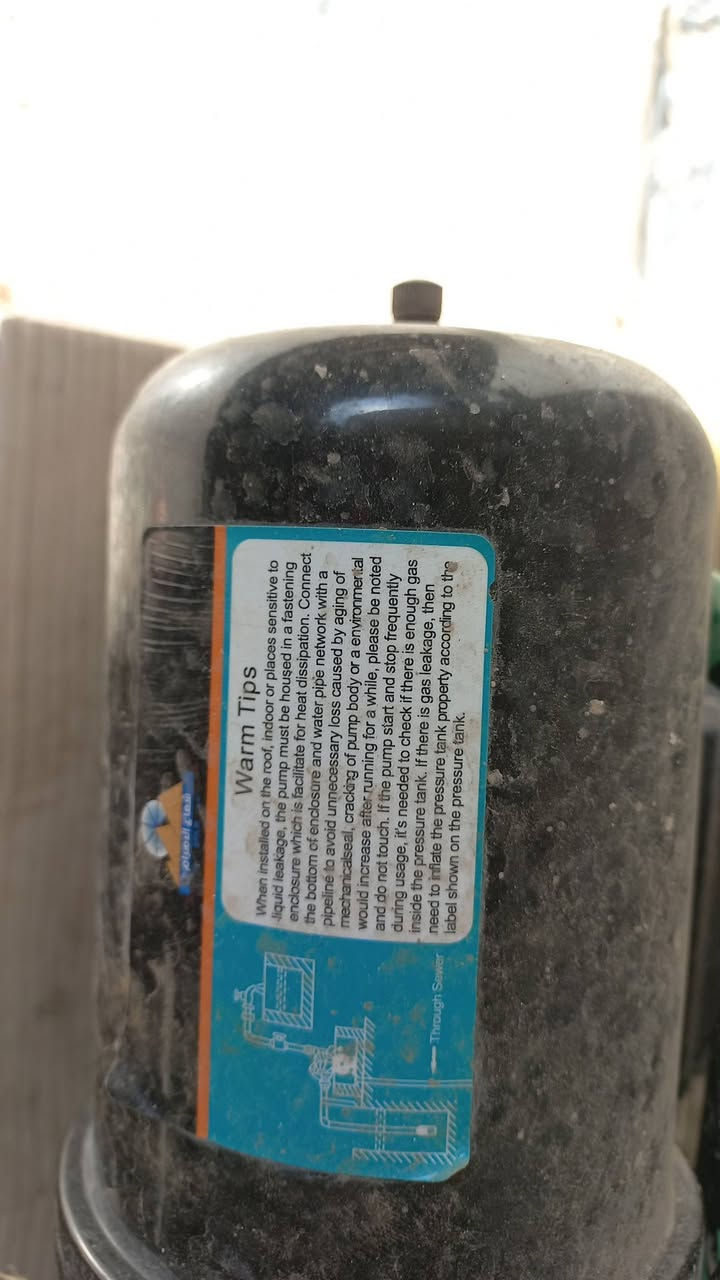 Warm Tips
When installed on the roof, indoor or places sensitive to
liquid leakage, the pump must be housed in a fastening
enclosure which is facilitate for heat dissipation. Connect
the bottom of enclosure and water pipe network with a
pipeline to avoid unnecessary loss caused by aging of
mechanicalseal, cracking of pump body or a environmental
would increase after running for a while, please be noted
and do not touch. If the pump start and stop frequently
during usage, it's needed to check if there is enough gas
inside the pressure tank. If there is gas leakage, then
need to inflate the pressure tank property according to the
label shown on the pressure tank.
Through Sewer